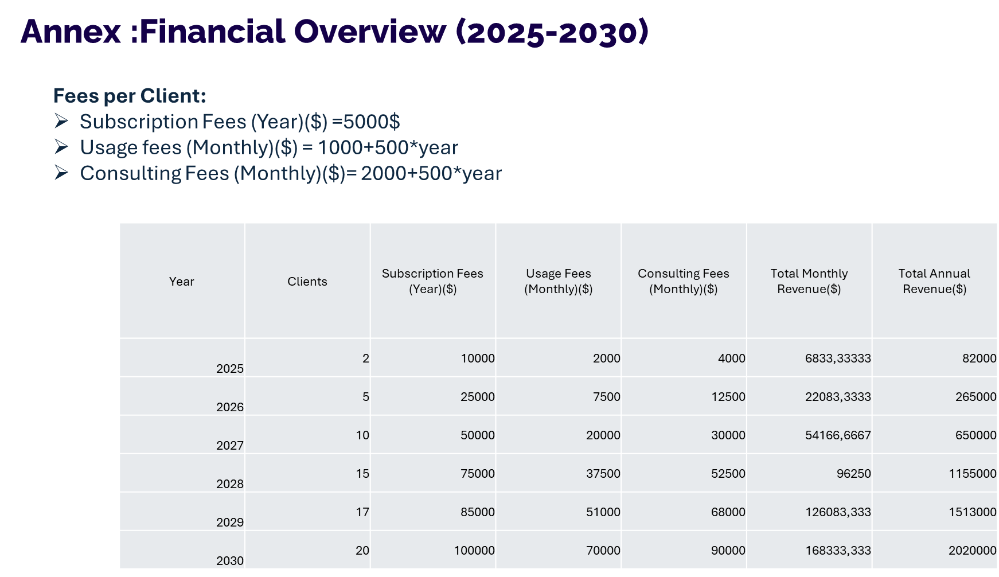 Annex :Financial Overview (2025-2030)
Fees per Client:
➢ Subscription Fees (Year)($) =5000$
➢ Usage fees (Monthly)($) = 1000+500*year
➢ Consulting Fees (Monthly)($)= 2000+500*year
Year Clients Subscription Fees (Year)($) Usage Fees (Monthly)($) Consulting Fees (Monthly)($) Total Monthly Revenue($) Total Annual Revenue($)
2025 2 10000 2000 4000 6833,33333 82000
2026 5 25000 7500 12500 22083,3333 265000
2027 10 50000 20000 30000 54166,6667 650000
2028 15 75000 37500 52500 96250 1155000
2029 17 85000 51000 68000 126083,333 1513000
2030 20 100000 70000 90000 168333,333 2020000